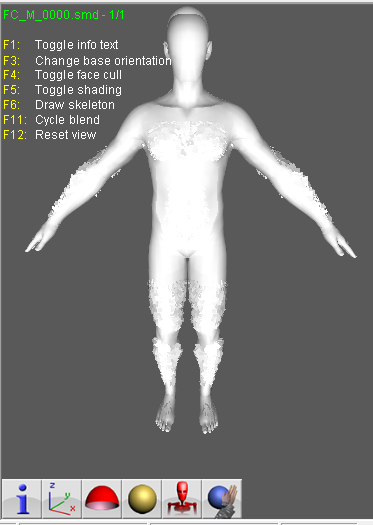 FC_M_0000.smd - 1/1
F1: Toggle info text
F3: Change base orientation
F4: Toggle face cull
F5: Toggle shading
F6: Draw skeleton
F11: Cycle blend
F12: Reset view
z
y
x
i